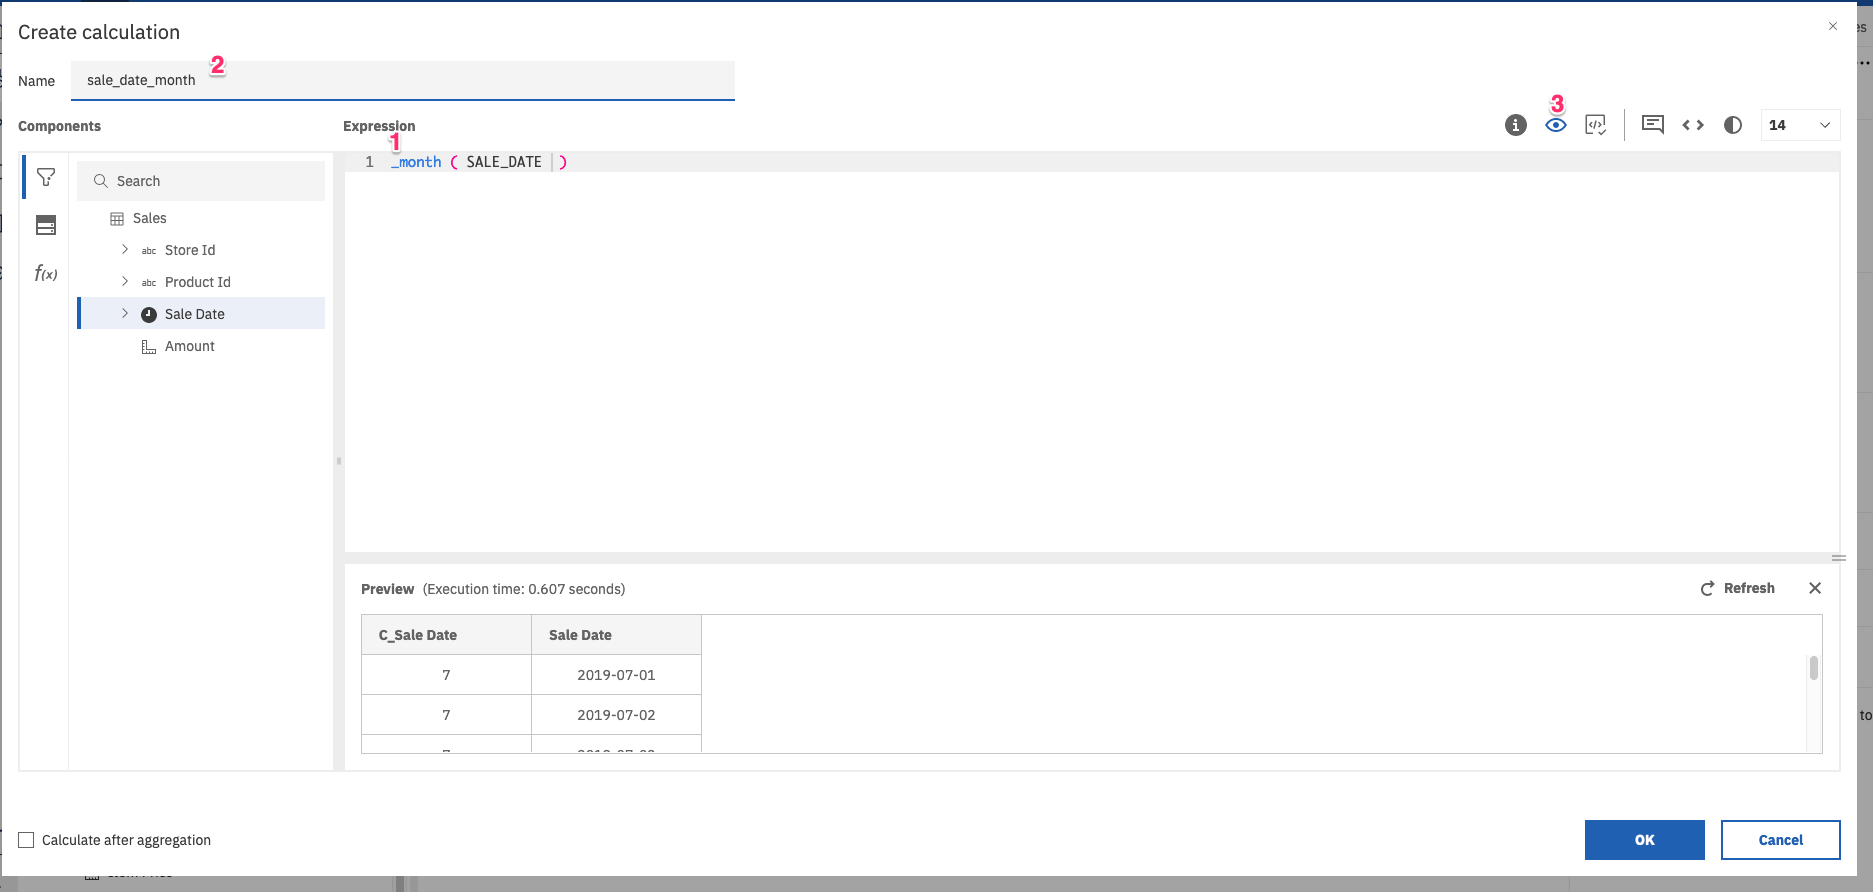 Create calculation
Name
sale_date_month
2
Components
Expression
1
3
14
1 _month ( SALE_DATE )
Search
Sales
abc Store Id
abc Product Id
Sale Date
Amount
f(x)
Preview (Execution time: 0.607 seconds)
Refresh
C_Sale Date Sale Date
7 2019-07-01
7 2019-07-02
Calculate after aggregation
OK
Cancel
es
to